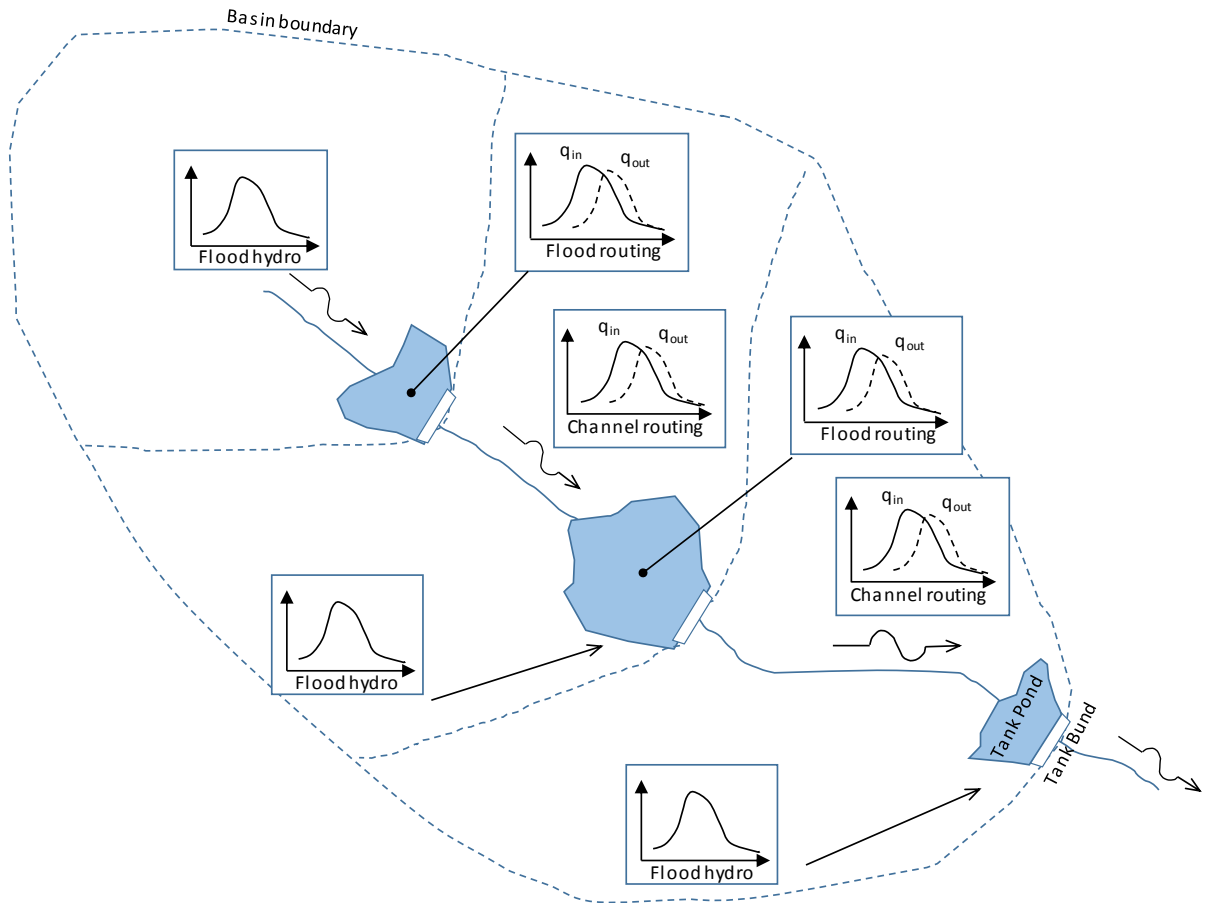 Basin boundary
Flood hydro
qin
qout
Flood routing
qin
qout
Channel routing
qin
qout
Flood routing
qin
qout
Channel routing
Flood hydro
Tank Pond
Tank Bund
Flood hydro